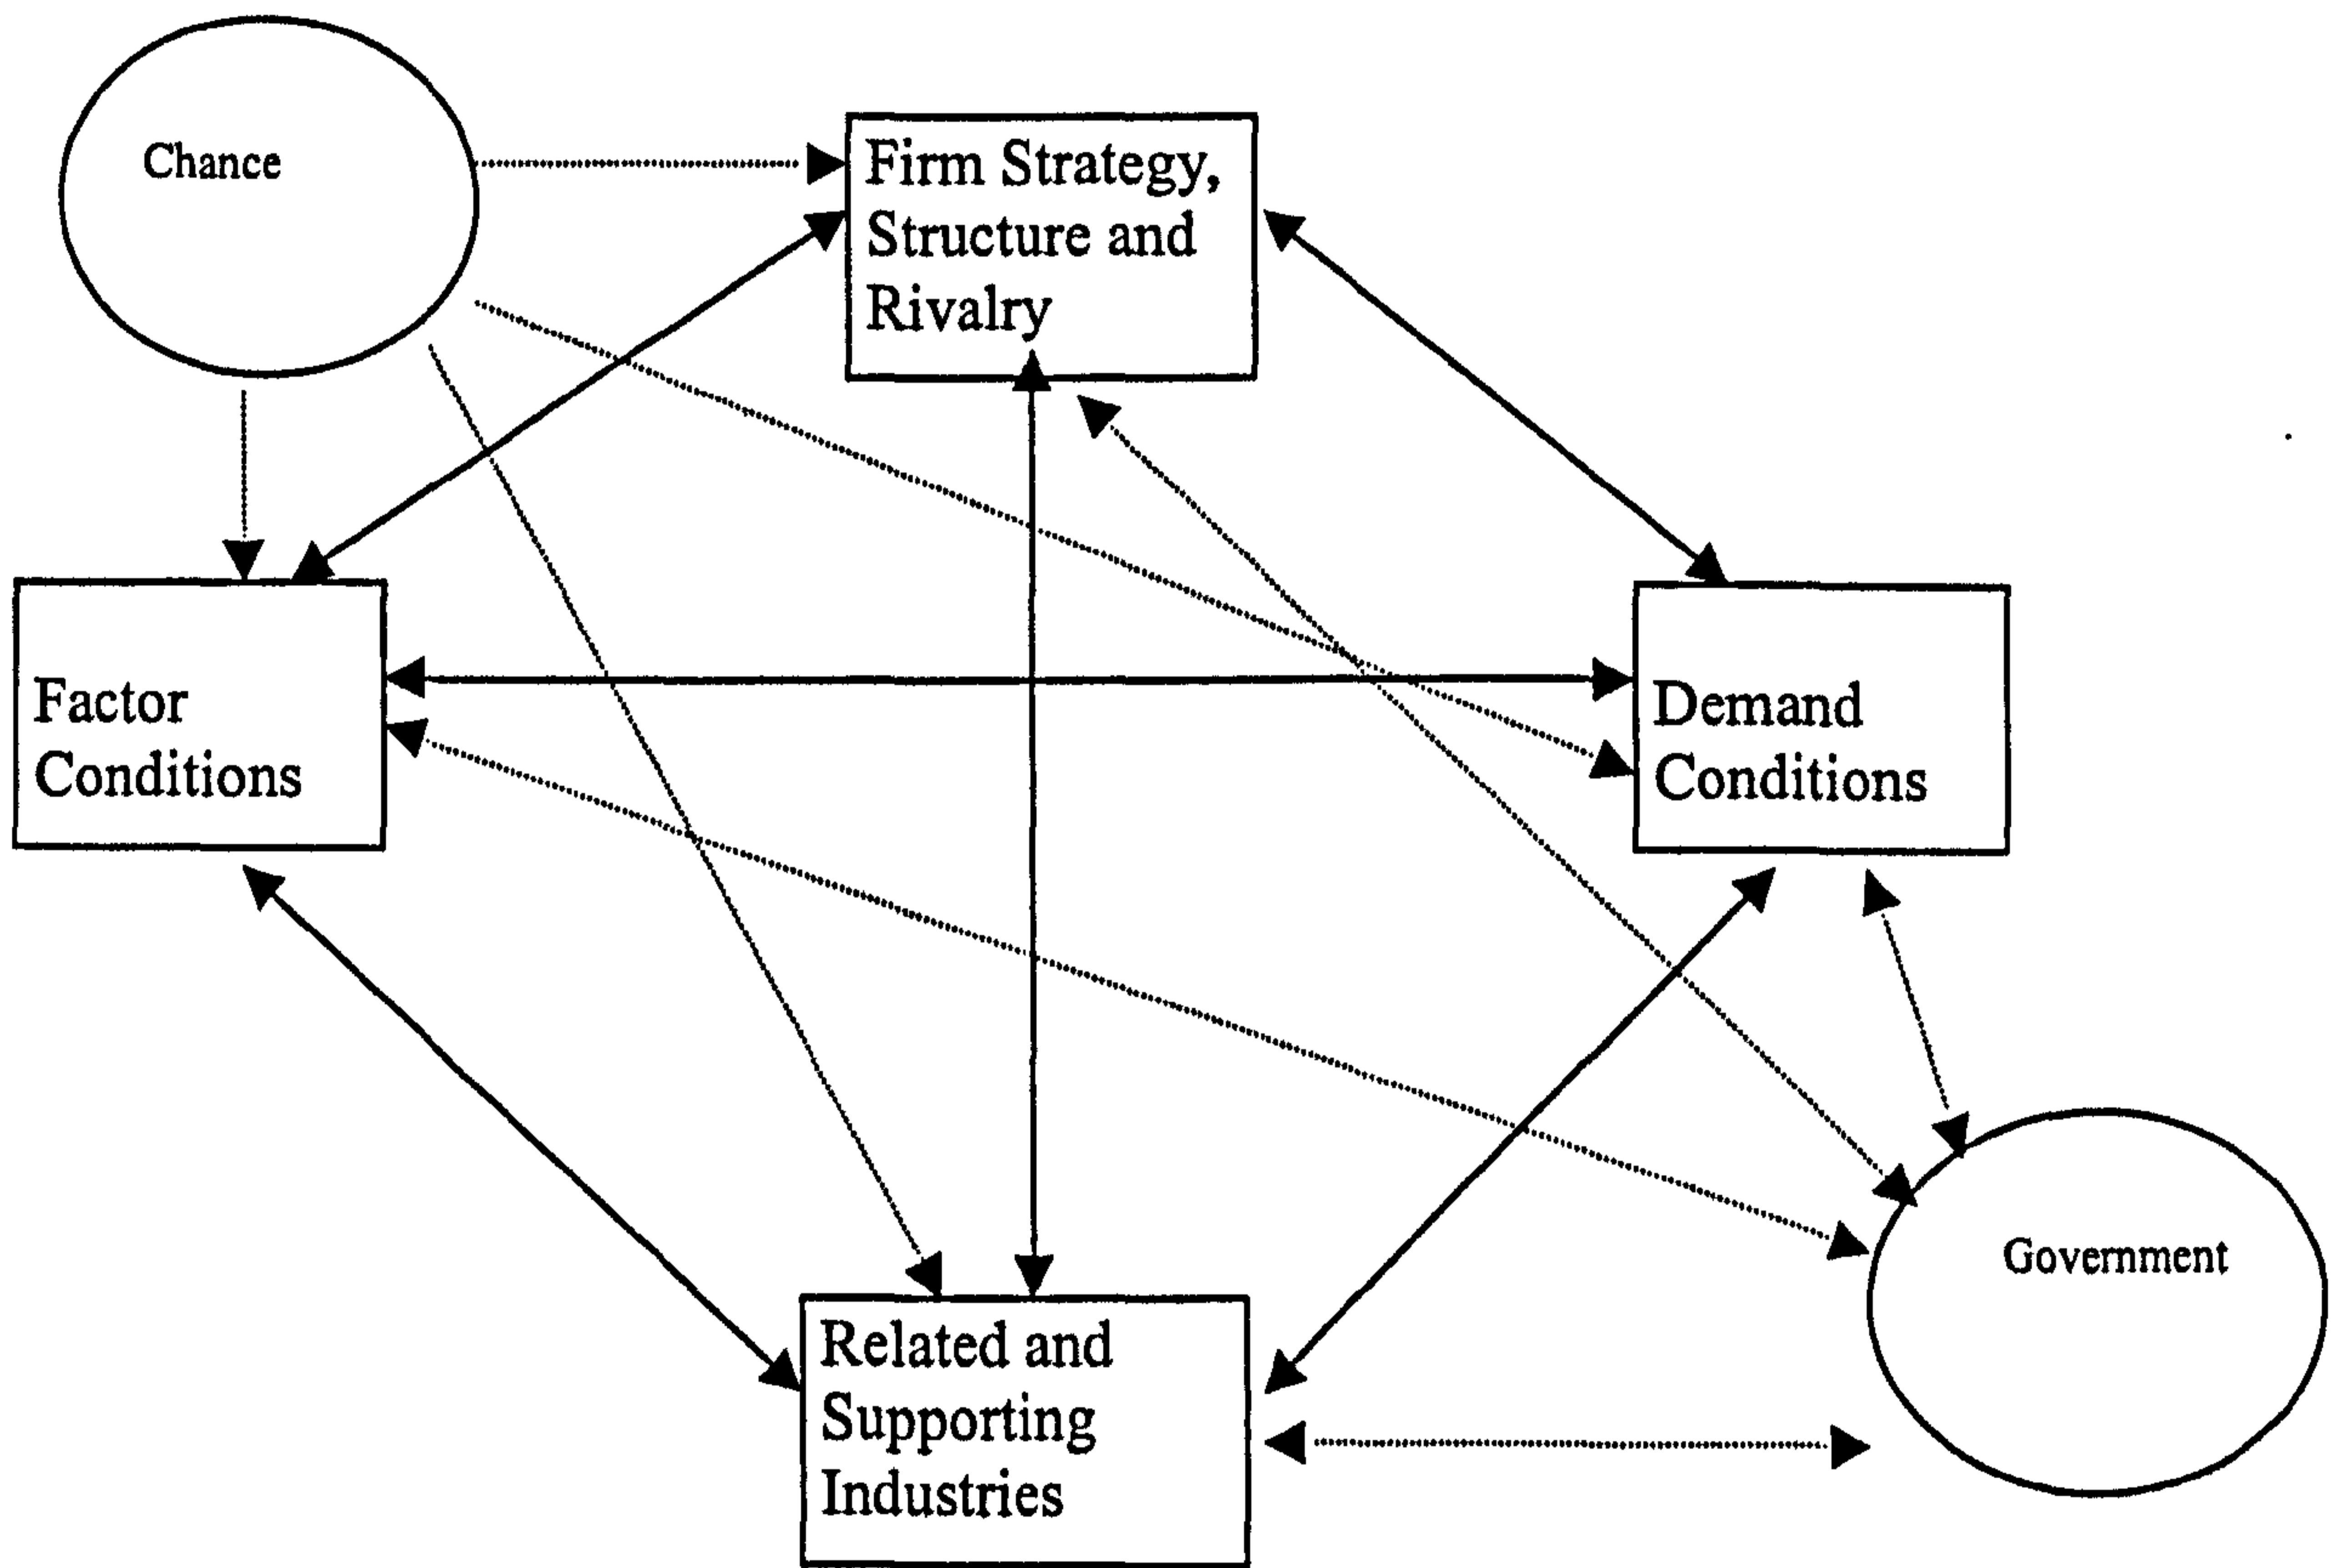 Chance
Firm Strategy,
Structure and
Rivalry
Factor
Conditions
Demand
Conditions
Government
Related and
Supporting
Industries